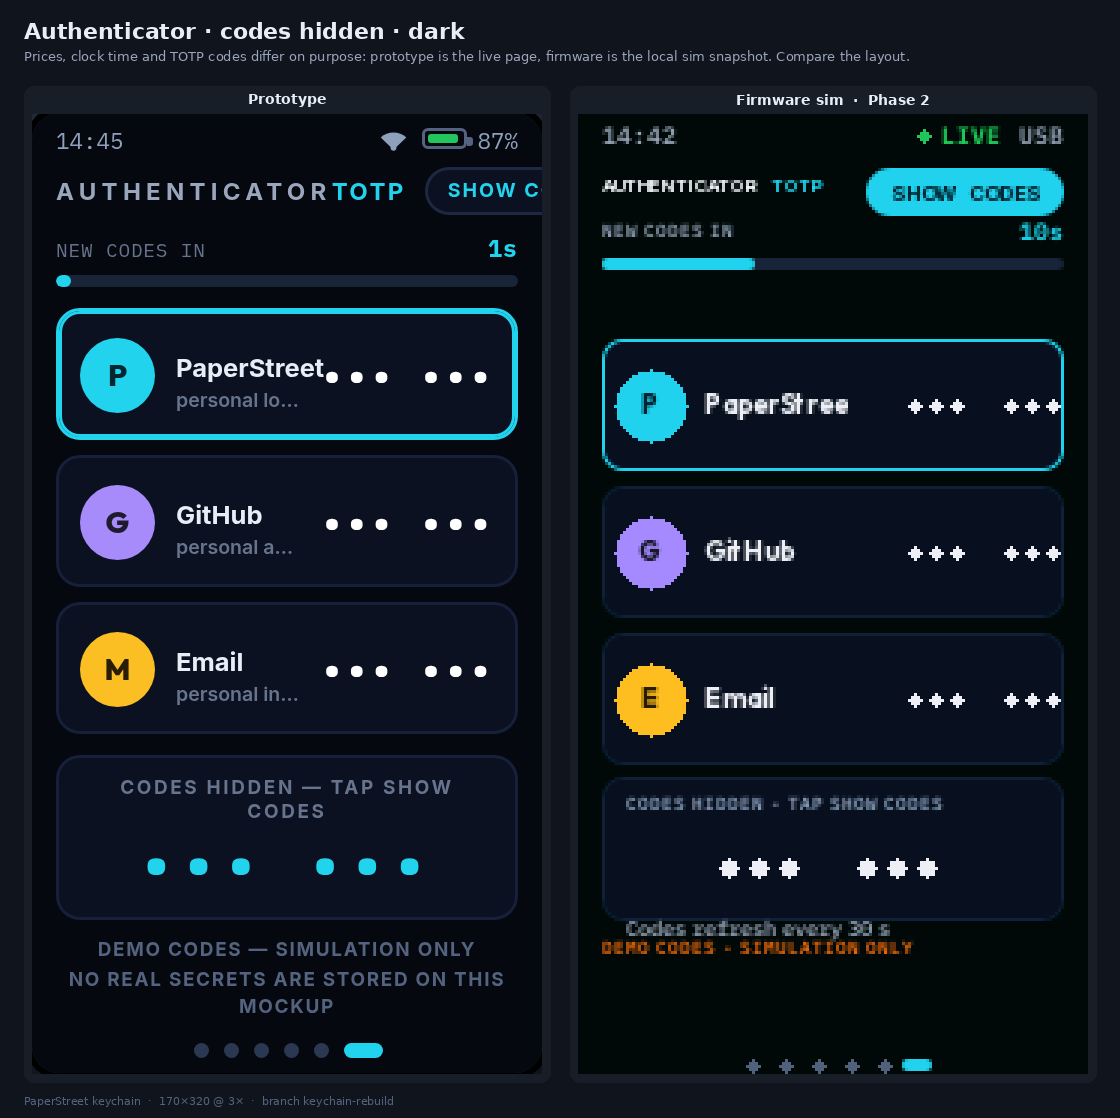 Authenticator · codes hidden · dark
Prices, clock time and TOTP codes differ on purpose: prototype is the live page, firmware is the local sim snapshot. Compare the layout.
Prototype
14:45 87%
AUTHENTICATOR TOTP SHOW C
NEW CODES IN 1s
P PaperStreet
personal lo...
G GitHub
personal a...
M Email
personal in...
CODES HIDDEN — TAP SHOW
CODES
DEMO CODES — SIMULATION ONLY
NO REAL SECRETS ARE STORED ON THIS
MOCKUP
Firmware sim · Phase 2
14:42 LIVE USB
AUTHENTICATOR TOTP SHOW CODES
NEW CODES IN 10s
P PaperStree
G GitHub
E Email
CODES HIDDEN - TAP SHOW CODES
Codes refresh every 30 s
DEMO CODES - SIMULATION ONLY
PaperStreet keychain · 170×320 @ 3× · branch keychain-rebuild